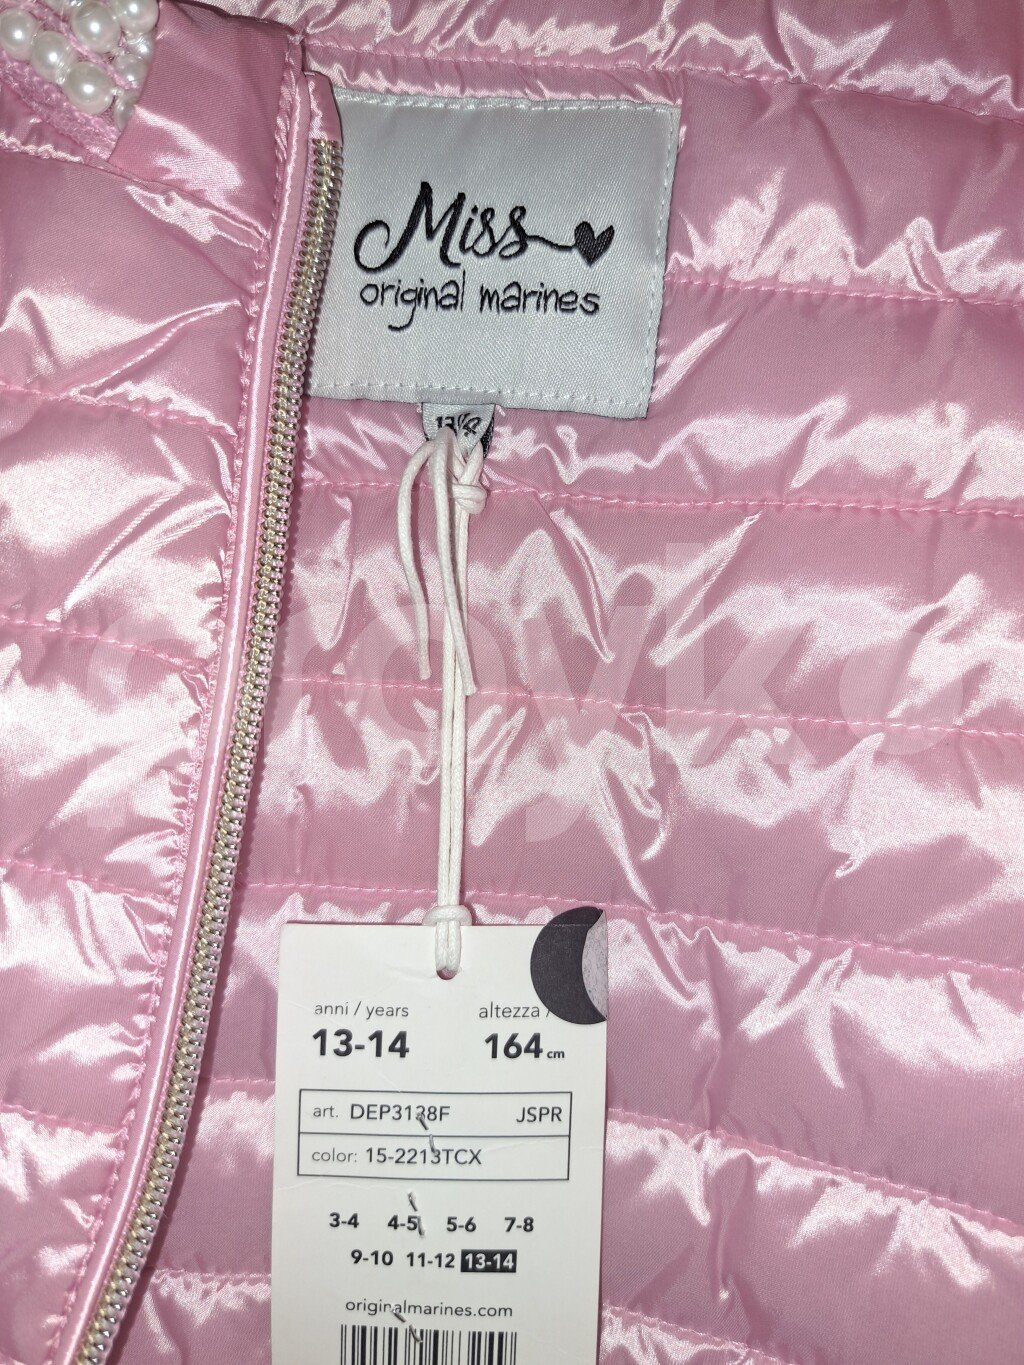 Miss
original marines
anni / years
13-14
altezza /
164 cm
art. DEP3138F JSPR
color: 15-2213TCX
3-4 4-5 5-6 7-8
9-10 11-12 13-14
originalmarines.com